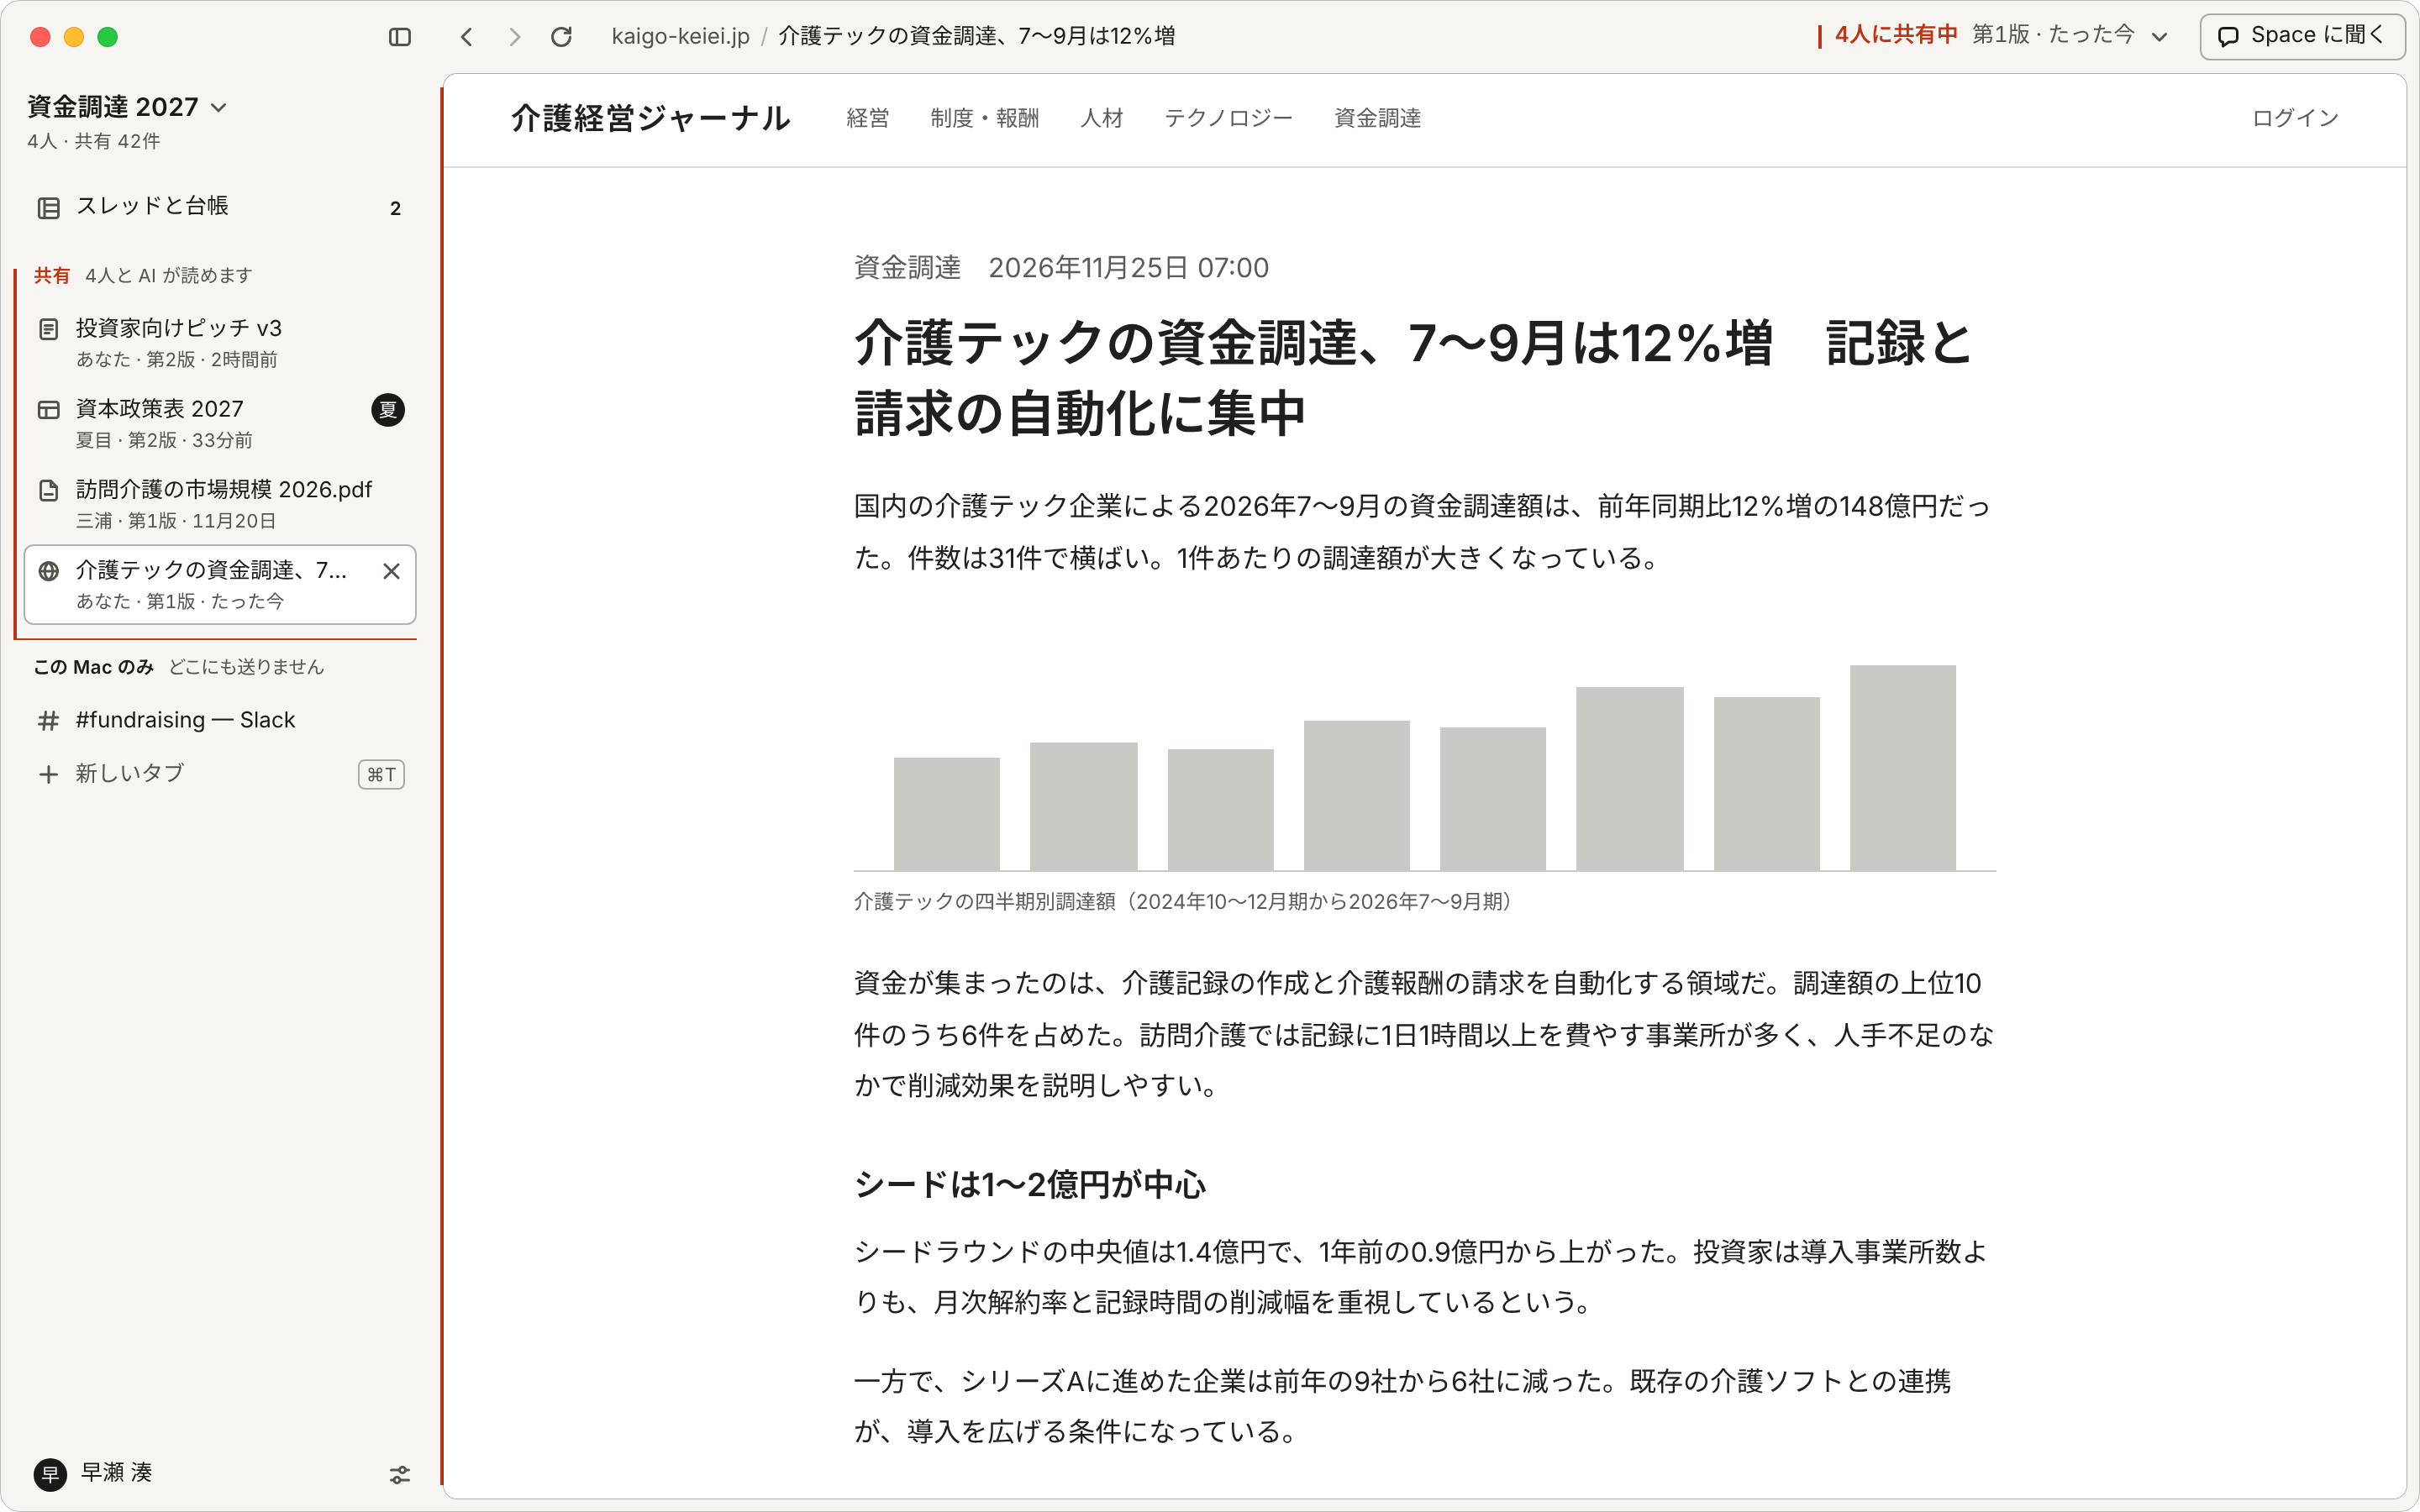 kaigo-keiei.jp / 介護テックの資金調達、7〜9月は12%増
4人に共有中 第1版 · たった今
Space に聞く
資金調達 2027
4人 · 共有 42件
スレッドと台帳 2
共有 4人と AI が読めます
投資家向けピッチ v3
あなた · 第2版 · 2時間前
資本政策表 2027
夏
夏目 · 第2版 · 33分前
訪問介護の市場規模 2026.pdf
三浦 · 第1版 · 11月20日
介護テックの資金調達、7...
あなた · 第1版 · たった今
この Mac のみ どこにも送りません
#fundraising — Slack
新しいタブ ⌘T
早 早瀬 湊
介護経営ジャーナル 経営 制度・報酬 人材 テクノロジー 資金調達 ログイン
資金調達 2026年11月25日 07:00
介護テックの資金調達、7〜9月は12%増 記録と
請求の自動化に集中
国内の介護テック企業による2026年7〜9月の資金調達額は、前年同期比12%増の148億円だっ
た。件数は31件で横ばい。1件あたりの調達額が大きくなっている。
介護テックの四半期別調達額（2024年10〜12月期から2026年7〜9月期）
資金が集まったのは、介護記録の作成と介護報酬の請求を自動化する領域だ。調達額の上位10
件のうち6件を占めた。訪問介護では記録に1日1時間以上を費やす事業所が多く、人手不足のな
かで削減効果を説明しやすい。
シードは1〜2億円が中心
シードラウンドの中央値は1.4億円で、1年前の0.9億円から上がった。投資家は導入事業所数よ
りも、月次解約率と記録時間の削減幅を重視しているという。
一方で、シリーズAに進めた企業は前年の9社から6社に減った。既存の介護ソフトとの連携
が、導入を広げる条件になっている。